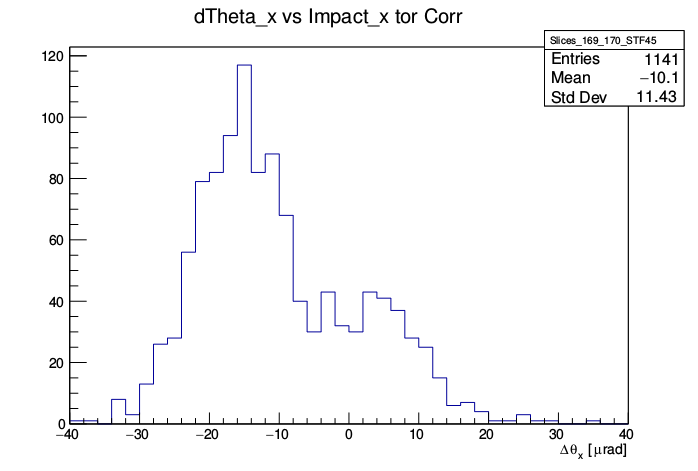 dTheta_x vs Impact_x tor Corr
Slices_169_170_STF45
Entries 1141
Mean −10.1
Std Dev 11.43
120
100
80
60
40
20
0
−40 −30 −20 −10 0 10 20 30 40
Δθx [μrad]